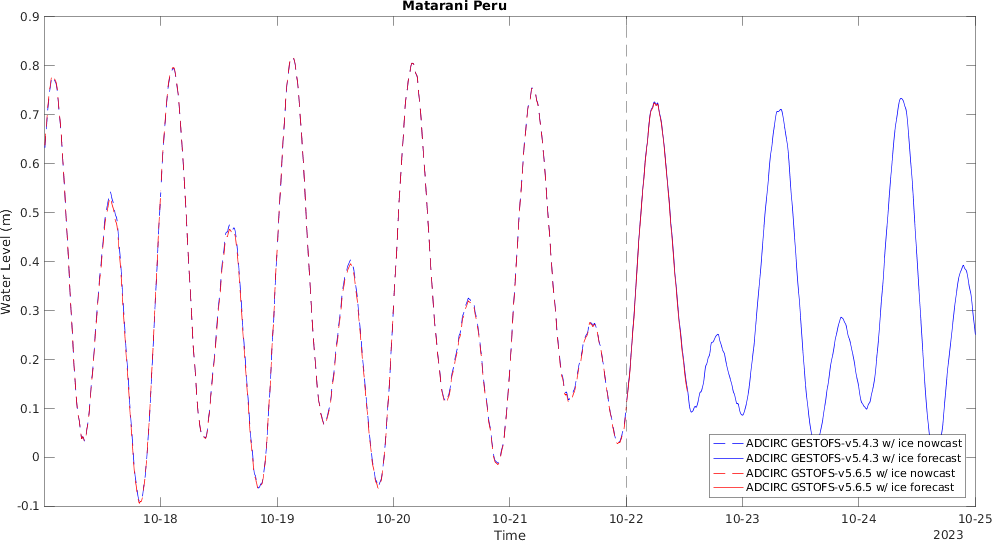 Matarani Peru
0.9
0.8
0.7
0.6
0.5
0.4
0.3
0.2
0.1
0
-0.1
Water Level (m)
ADCIRC GESTOFS-v5.4.3 w/ ice nowcast
ADCIRC GESTOFS-v5.4.3 w/ ice forecast
ADCIRC GSTOFS-v5.6.5 w/ ice nowcast
ADCIRC GSTOFS-v5.6.5 w/ ice forecast
10-18 10-19 10-20 10-21 10-22 10-23 10-24 10-25
Time
2023